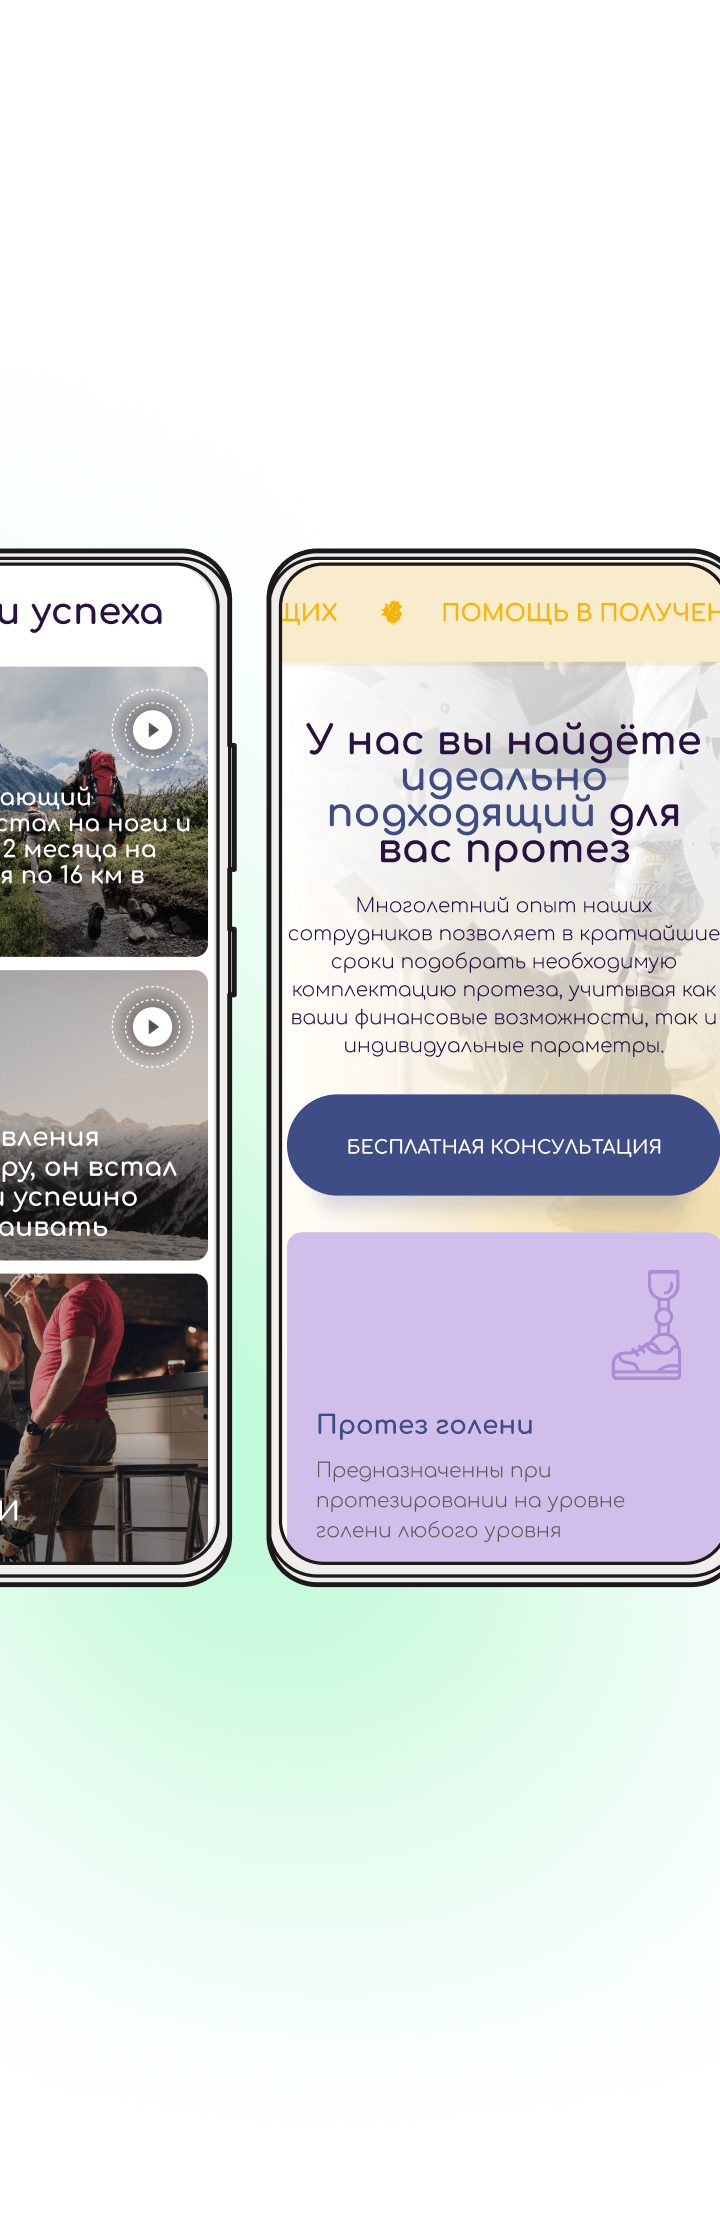 и успеха
ающий
стал на ноги и
2 месяца на
я по 16 км в
вления
ру, он встал
и успешно
аивать
И
ЩИХ ПОМОЩЬ В ПОЛУЧЕН
У нас вы найдёте
идеально
подходящий для
вас протез
Многолетний опыт наших
сотрудников позволяет в кратчайшие
сроки подобрать необходимую
комплектацию протеза, учитывая как
ваши финансовые возможности, так и
индивидуальные параметры.
БЕСПЛАТНАЯ КОНСУЛЬТАЦИЯ
Протез голени
Предназначенны при
протезировании на уровне
голени любого уровня